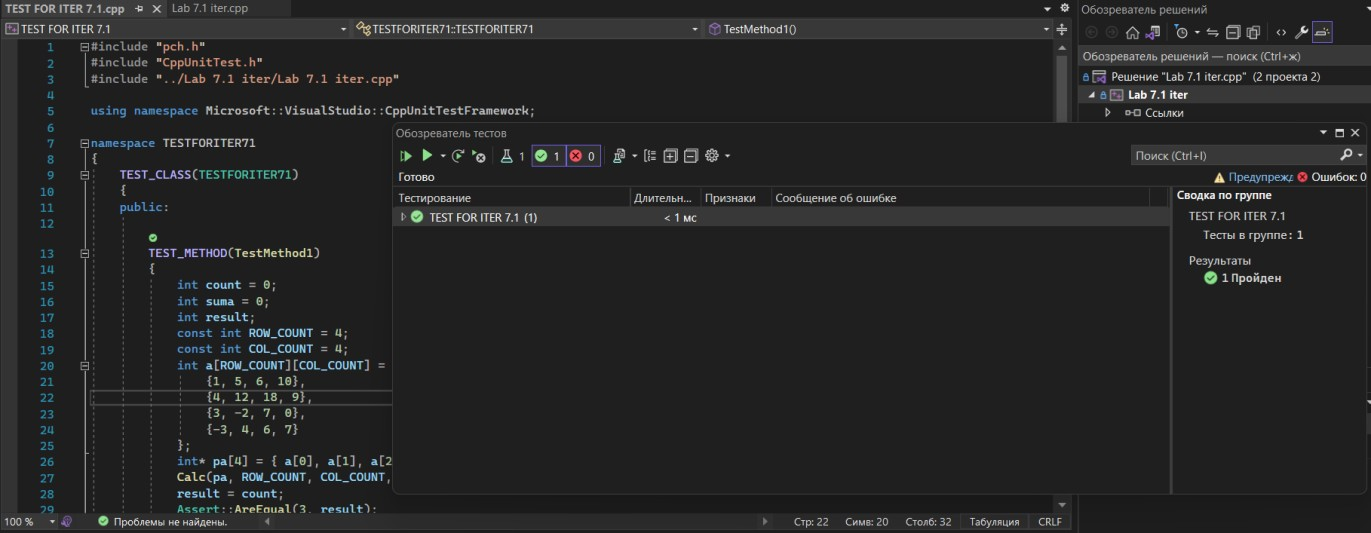 TEST FOR ITER 7.1.cpp
Lab 7.1 iter.cpp
TEST FOR ITER 7.1
TESTFORITER71::TESTFORITER71
TestMethod1()
1 #include "pch.h"
2 #include "CppUnitTest.h"
3 #include "../Lab 7.1 iter/Lab 7.1 iter.cpp"
4
5 using namespace Microsoft::VisualStudio::CppUnitTestFramework;
6
7 namespace TESTFORITER71
8 {
9 TEST_CLASS(TESTFORITER71)
10 {
11 public:
12
13 TEST_METHOD(TestMethod1)
14 {
15 int count = 0;
16 int suma = 0;
17 int result;
18 const int ROW_COUNT = 4;
19 const int COL_COUNT = 4;
20 int a[ROW_COUNT][COL_COUNT] =
21 {1, 5, 6, 10},
22 {4, 12, 18, 9},
23 {3, -2, 7, 0},
24 {-3, 4, 6, 7}
25 };
26 int* pa[4] = { a[0], a[1], a[2
27 Calc(pa, ROW_COUNT, COL_COUNT,
28 result = count;
29 Assert::AreEqual(3, result);
100 %
Проблемы не найдены.
Стр: 22
Симв: 20
Столб: 32
Табуляция
CRLF
Обозреватель тестов
1
1
0
Поиск (Ctrl+I)
Готово
Предупрежд
Ошибок: 0
Тестирование
Длительн...
Признаки
Сообщение об ошибке
TEST FOR ITER 7.1 (1)
< 1 мс
Сводка по группе
TEST FOR ITER 7.1
Тесты в группе: 1
Результаты
1 Пройден
Обозреватель решений
Обозреватель решений — поиск (Ctrl+ж)
Решение "Lab 7.1 iter.cpp" (2 проекта 2)
Lab 7.1 iter
Ссылки